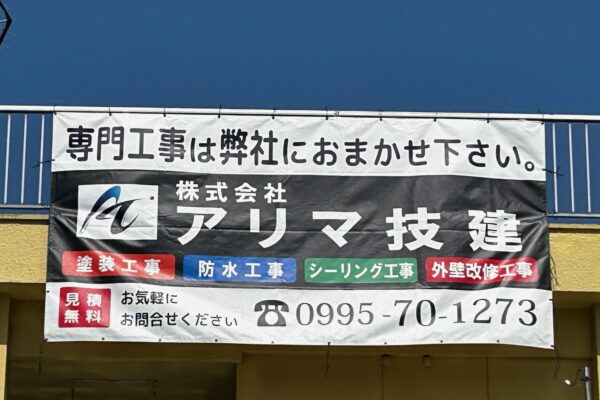 専門工事は弊社におまかせ下さい。
株式会社
アリマ技建
塗装工事 防水工事 シーリング工事 外壁改修工事
見積
無料
お気軽に
お問合せください
☎0995-70-1273